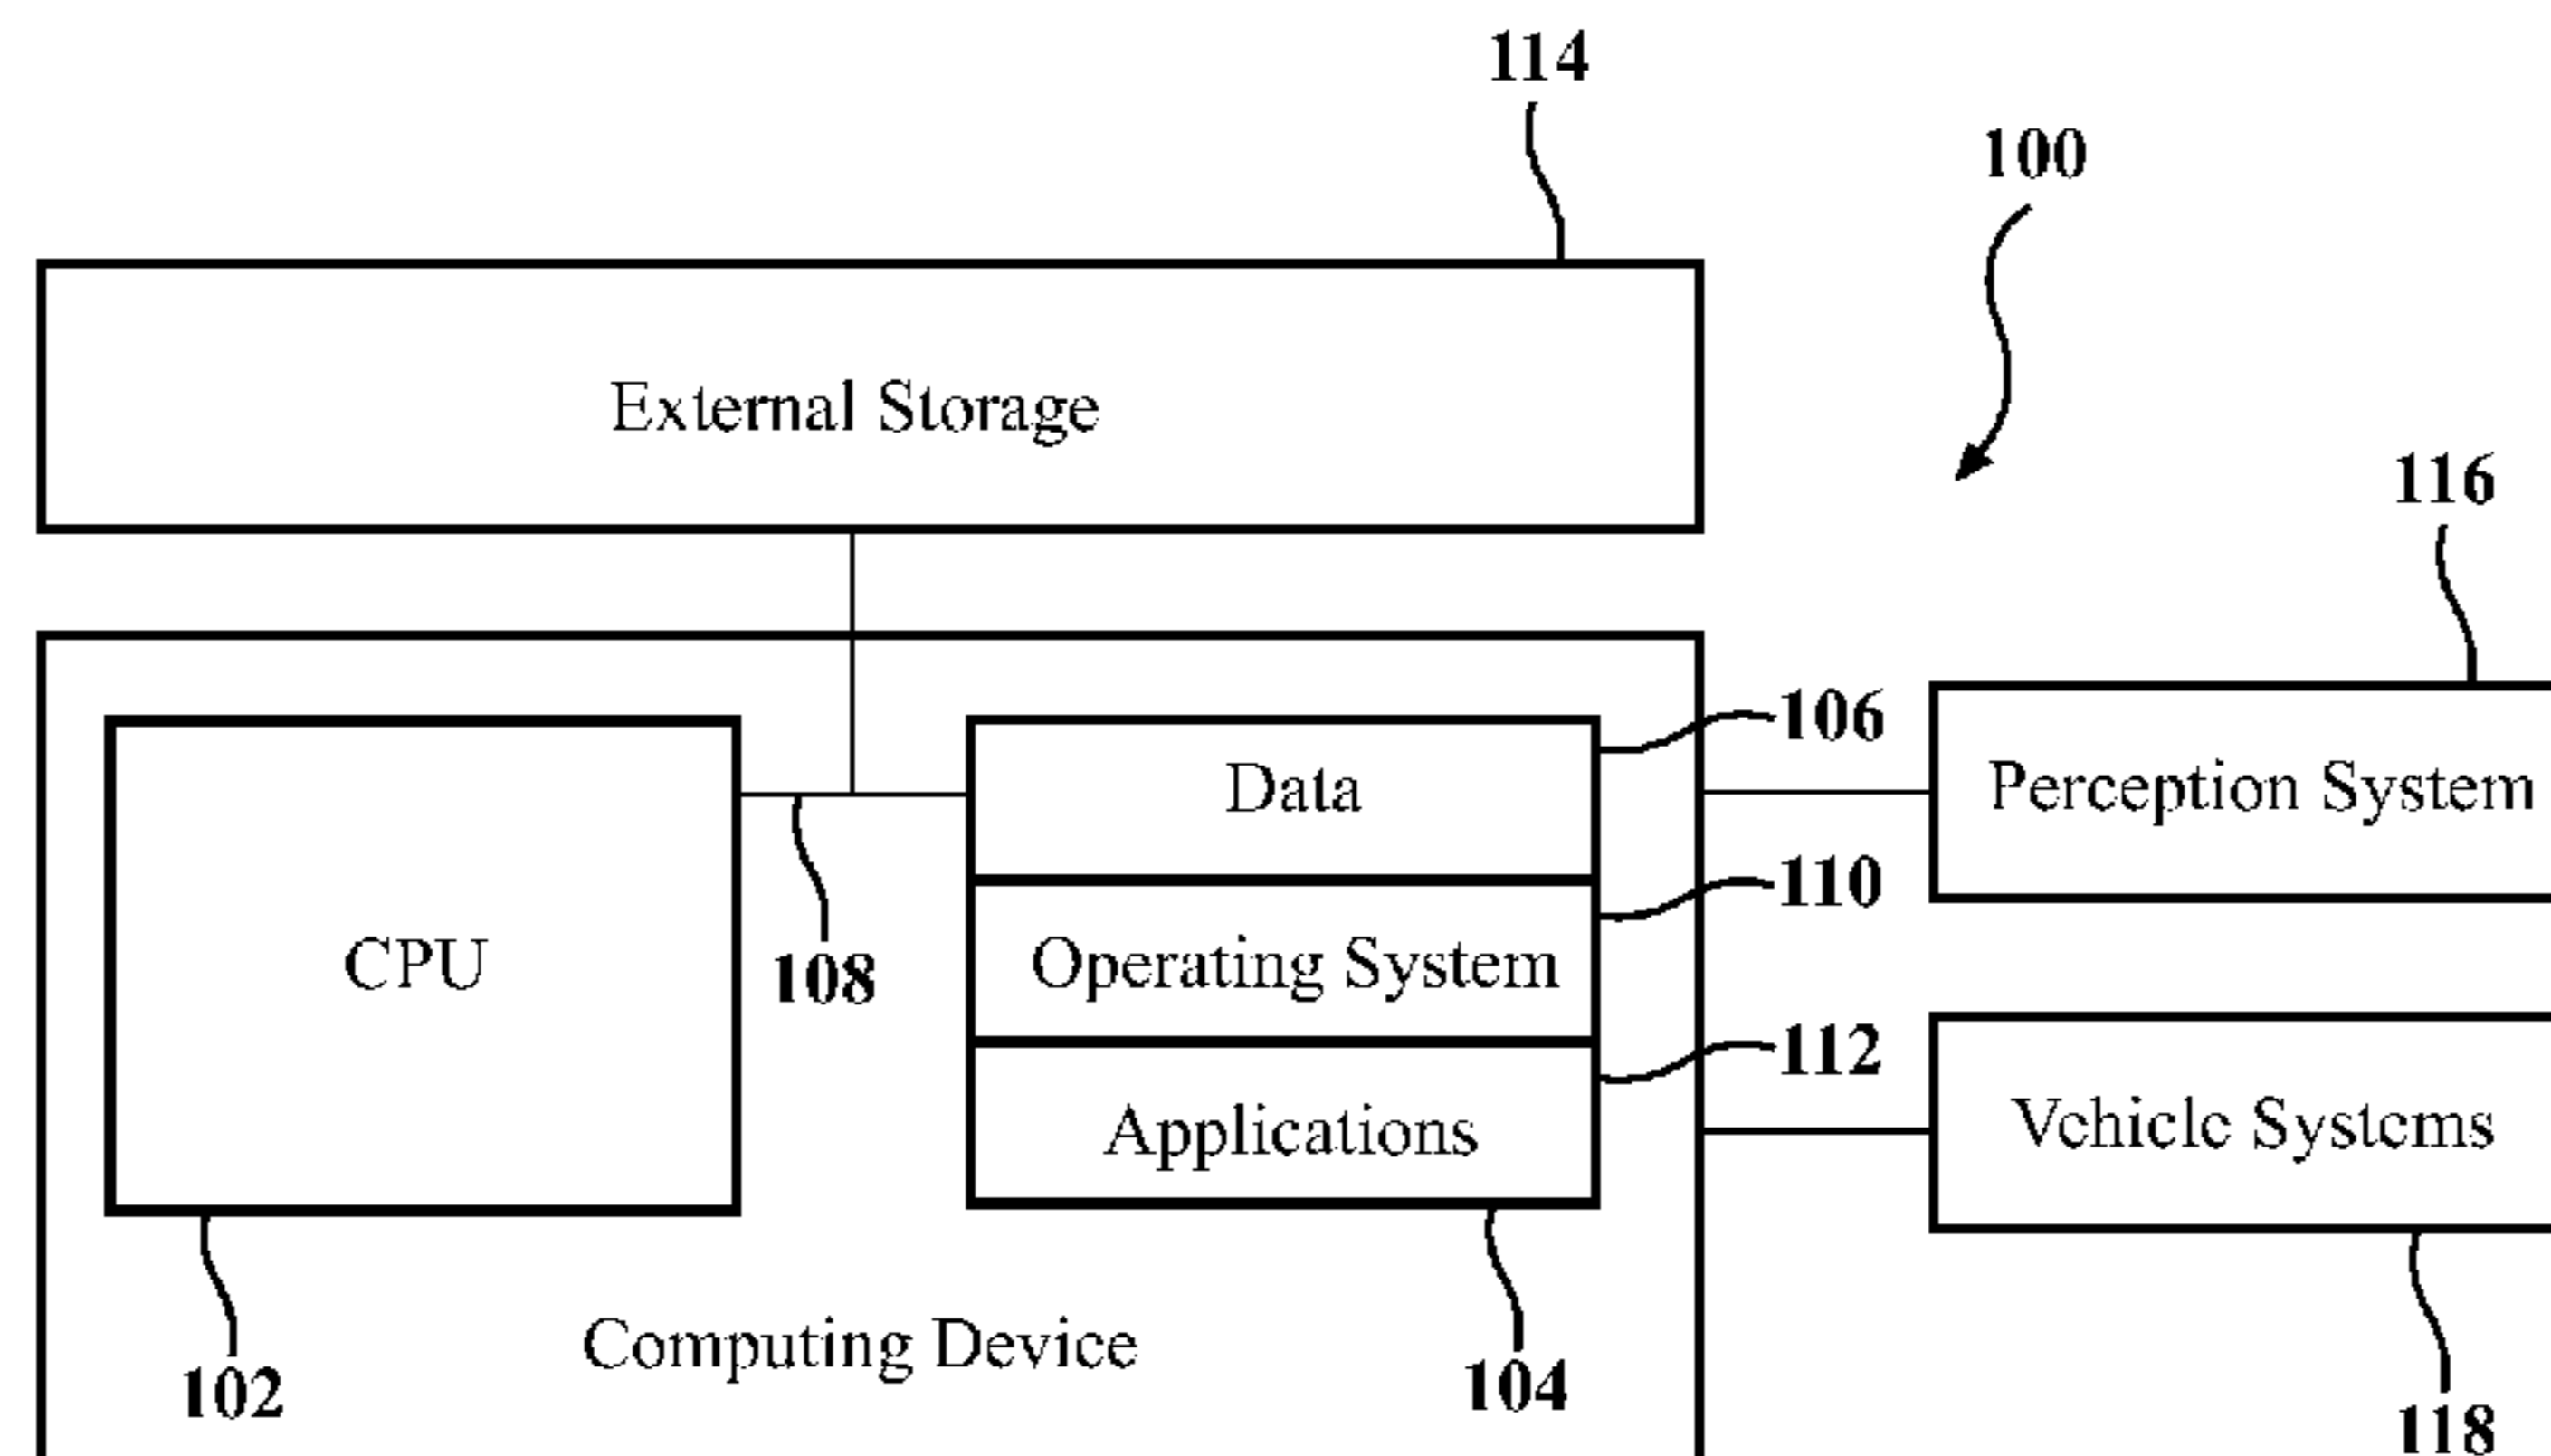 114
100
External Storage
116
106
Data
Perception System
110
CPU
Operating System
108
112
Applications
Vehicle Systems
Computing Device
102
104
118